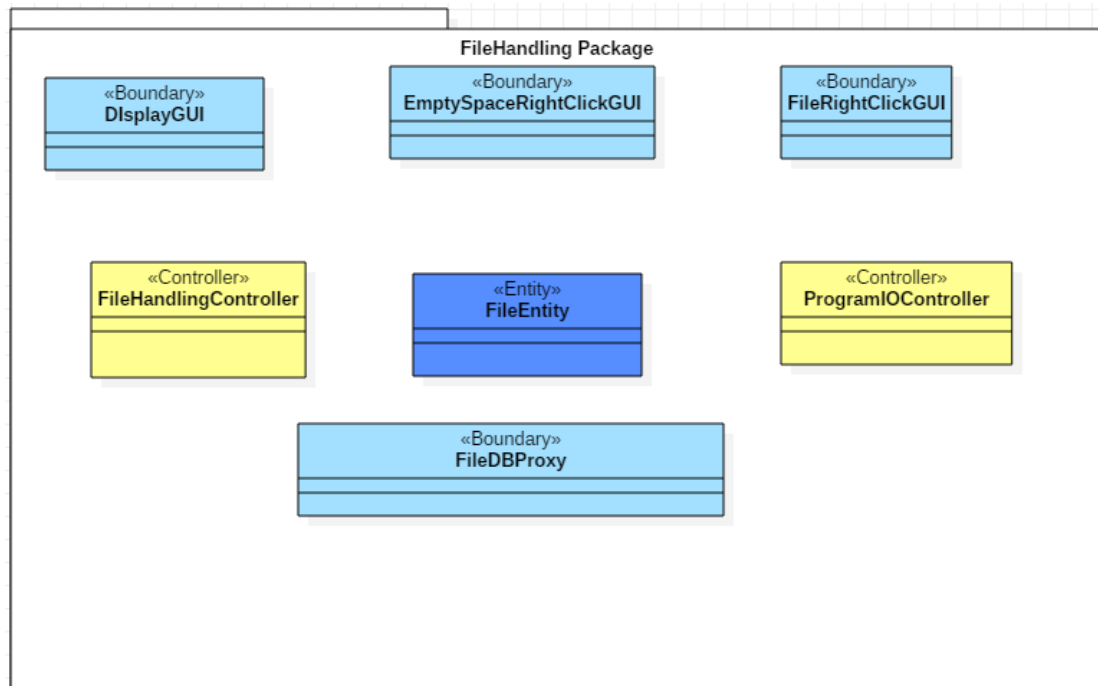 FileHandling Package
«Boundary»
DIsplayGUI
«Boundary»
EmptySpaceRightClickGUI
«Boundary»
FileRightClickGUI
«Controller»
FileHandlingController
«Entity»
FileEntity
«Controller»
ProgramIOController
«Boundary»
FileDBProxy